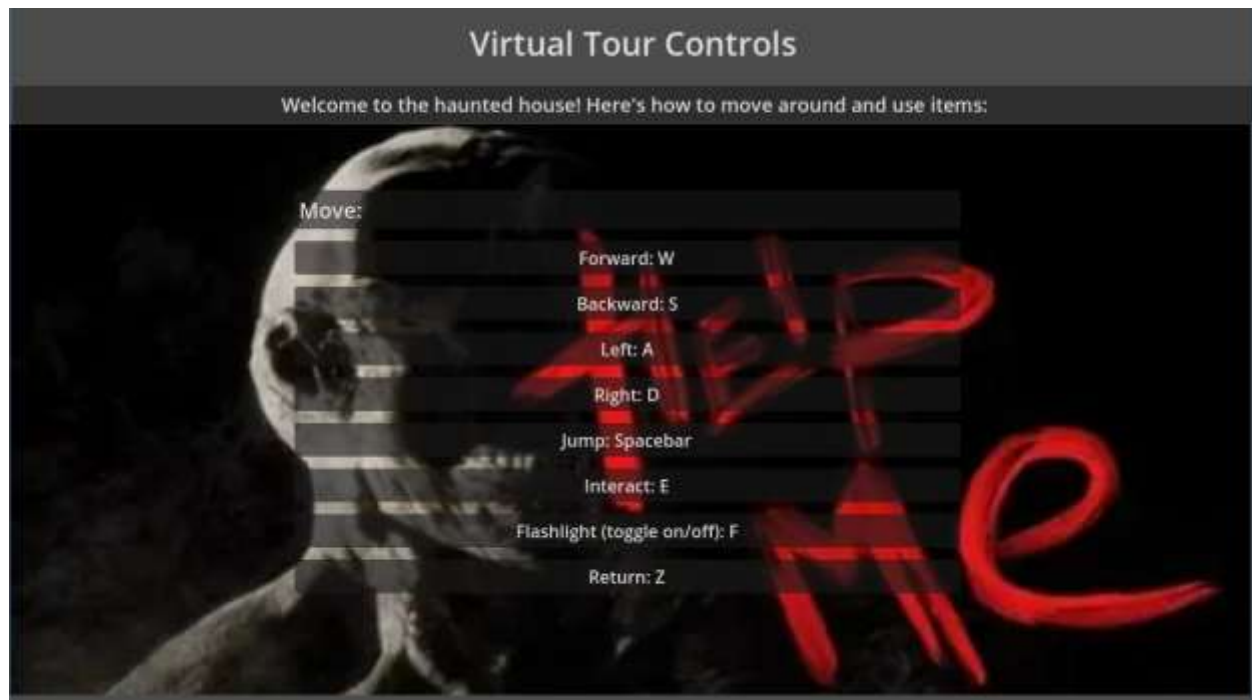 Virtual Tour Controls
Welcome to the haunted house! Here's how to move around and use items:
Move:
Forward: W
Backward: S
Left: A
Right: D
Jump: Spacebar
Interact: E
Flashlight (toggle on/off): F
Return: Z
HElP
Me